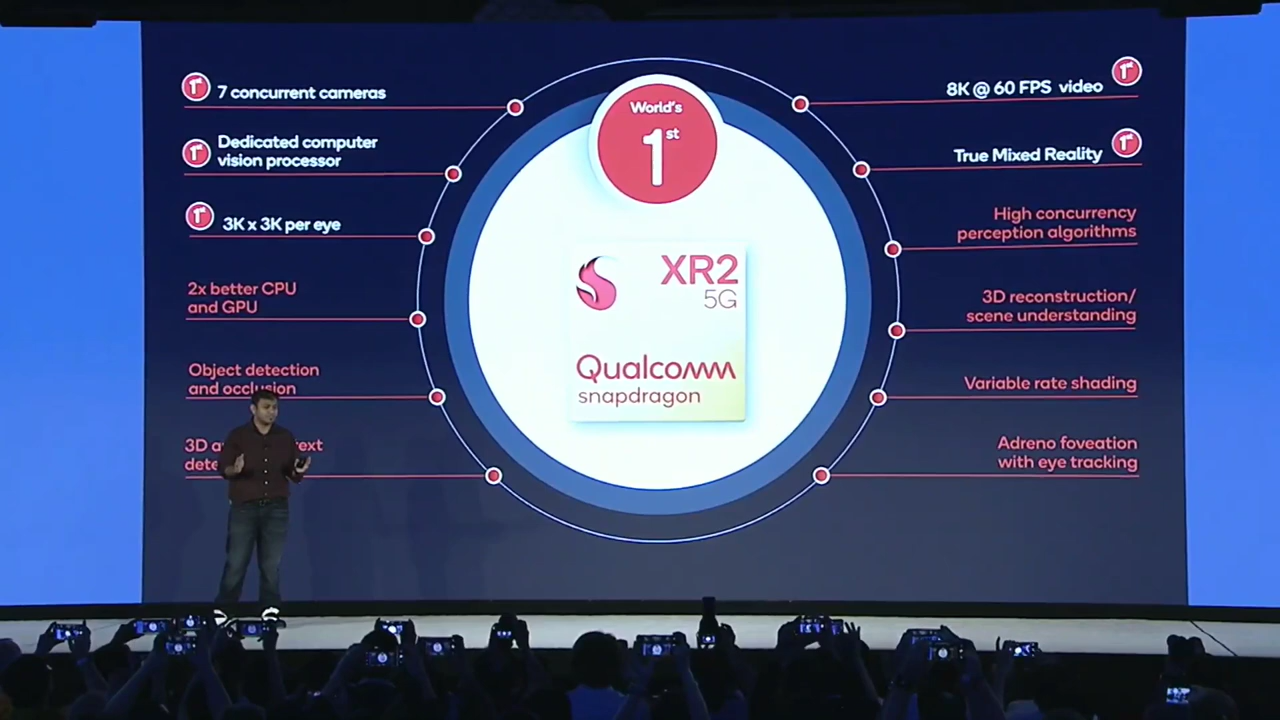 World's
1st
7 concurrent cameras
Dedicated computer
vision processor
3K x 3K per eye
2x better CPU
and GPU
Object detection
and occlusion
3D
8K @ 60 FPS video
True Mixed Reality
High concurrency
perception algorithms
3D reconstruction/
scene understanding
Variable rate shading
Adreno foveation
with eye tracking
XR2
5G
Qualcomm
snapdragon